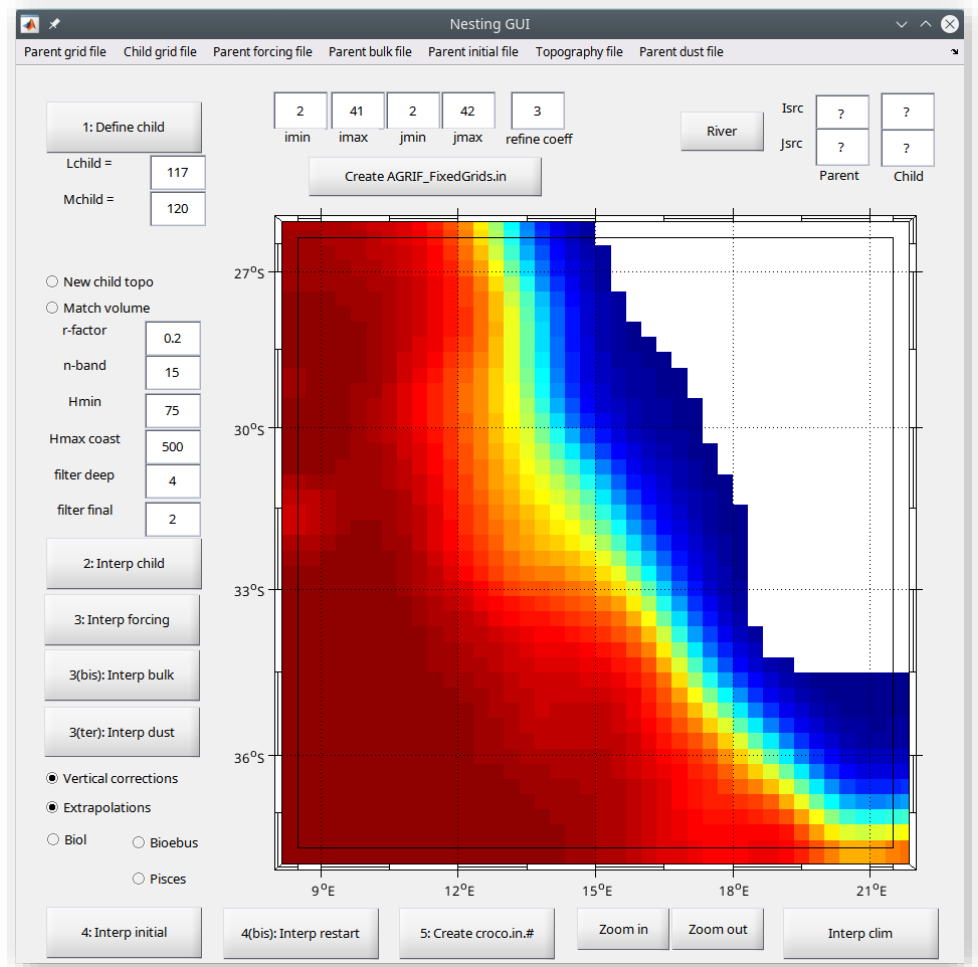 Nesting GUI
Parent grid file Child grid file Parent forcing file Parent bulk file Parent initial file Topography file Parent dust file
1: Define child
2 41 2 42 3
imin imax jmin jmax refine coeff
Create AGRIF_FixedGrids.in
River
Isrc ? ?
Jsrc ? ?
Parent Child
Lchild = 117
Mchild = 120
New child topo
Match volume
r-factor 0.2
n-band 15
Hmin 75
Hmax coast 500
filter deep 4
filter final 2
2: Interp child
3: Interp forcing
3(bis): Interp bulk
3(ter): Interp dust
Vertical corrections
Extrapolations
Biol Bioebus
Pisces
27°S
30°S
33°S
36°S
9°E 12°E 15°E 18°E 21°E
4: Interp initial 4(bis): Interp restart 5: Create croco.in.# Zoom in Zoom out Interp clim